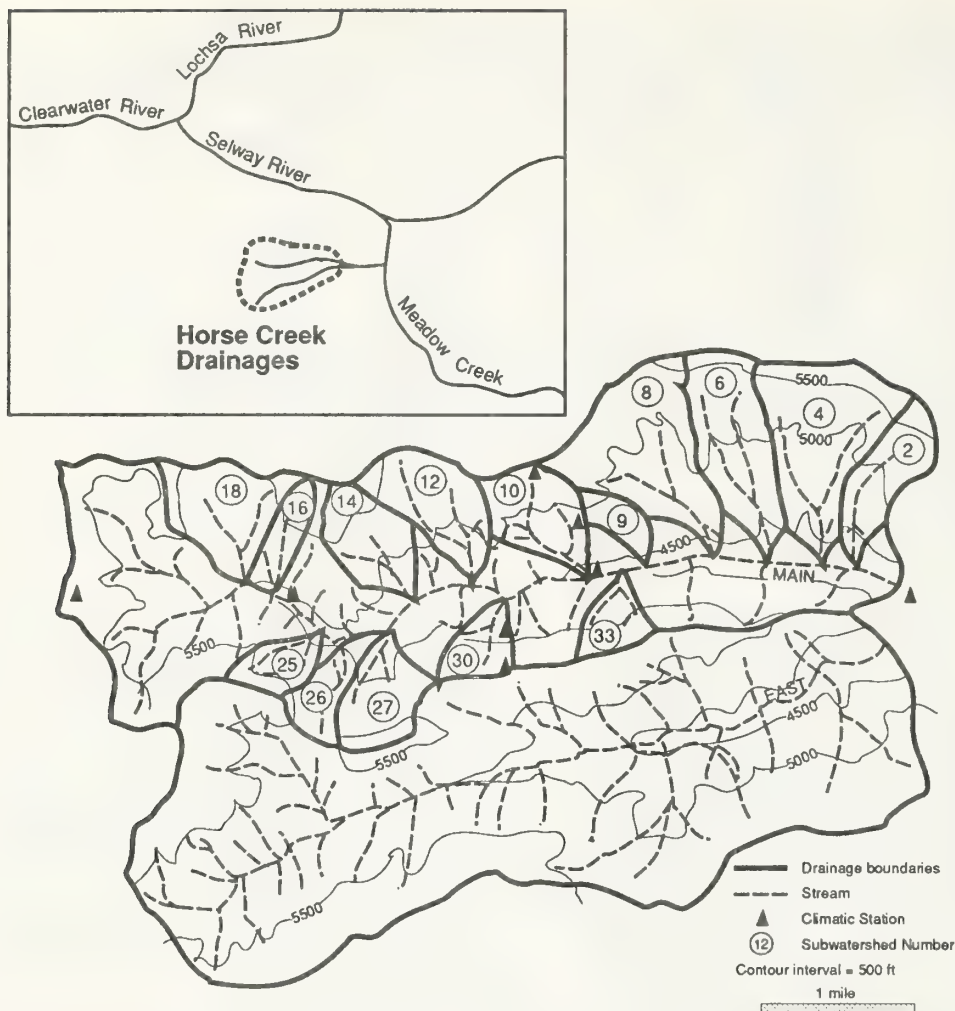 Lochsa River
Clearwater River
Selway River
Horse Creek
Drainages
Meadow Creek
8
6
5500
4
5000
2
18
16
14
12
10
9
4500
MAIN
5500
25
26
27
30
33
EAST
4500
5500
5000
5500
Drainage boundaries
Stream
Climatic Station
12 Subwatershed Number
Contour interval = 500 ft
1 mile